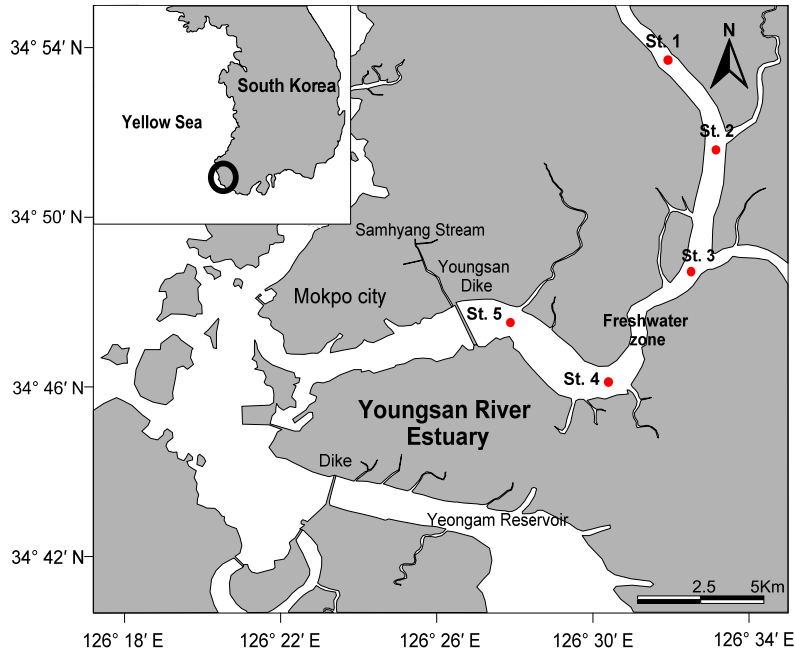 34° 54′ N
34° 50′ N
34° 46′ N
34° 42′ N
South Korea
Yellow Sea
St. 1
N
St. 2
Samhyang Stream
St. 3
Youngsan
Dike
Mokpo city
St. 5
Freshwater
zone
St. 4
Youngsan River
Estuary
Dike
Yeongam Reservoir
2.5 5Km
126° 18′ E
126° 22′ E
126° 26′ E
126° 30′ E
126° 34′ E